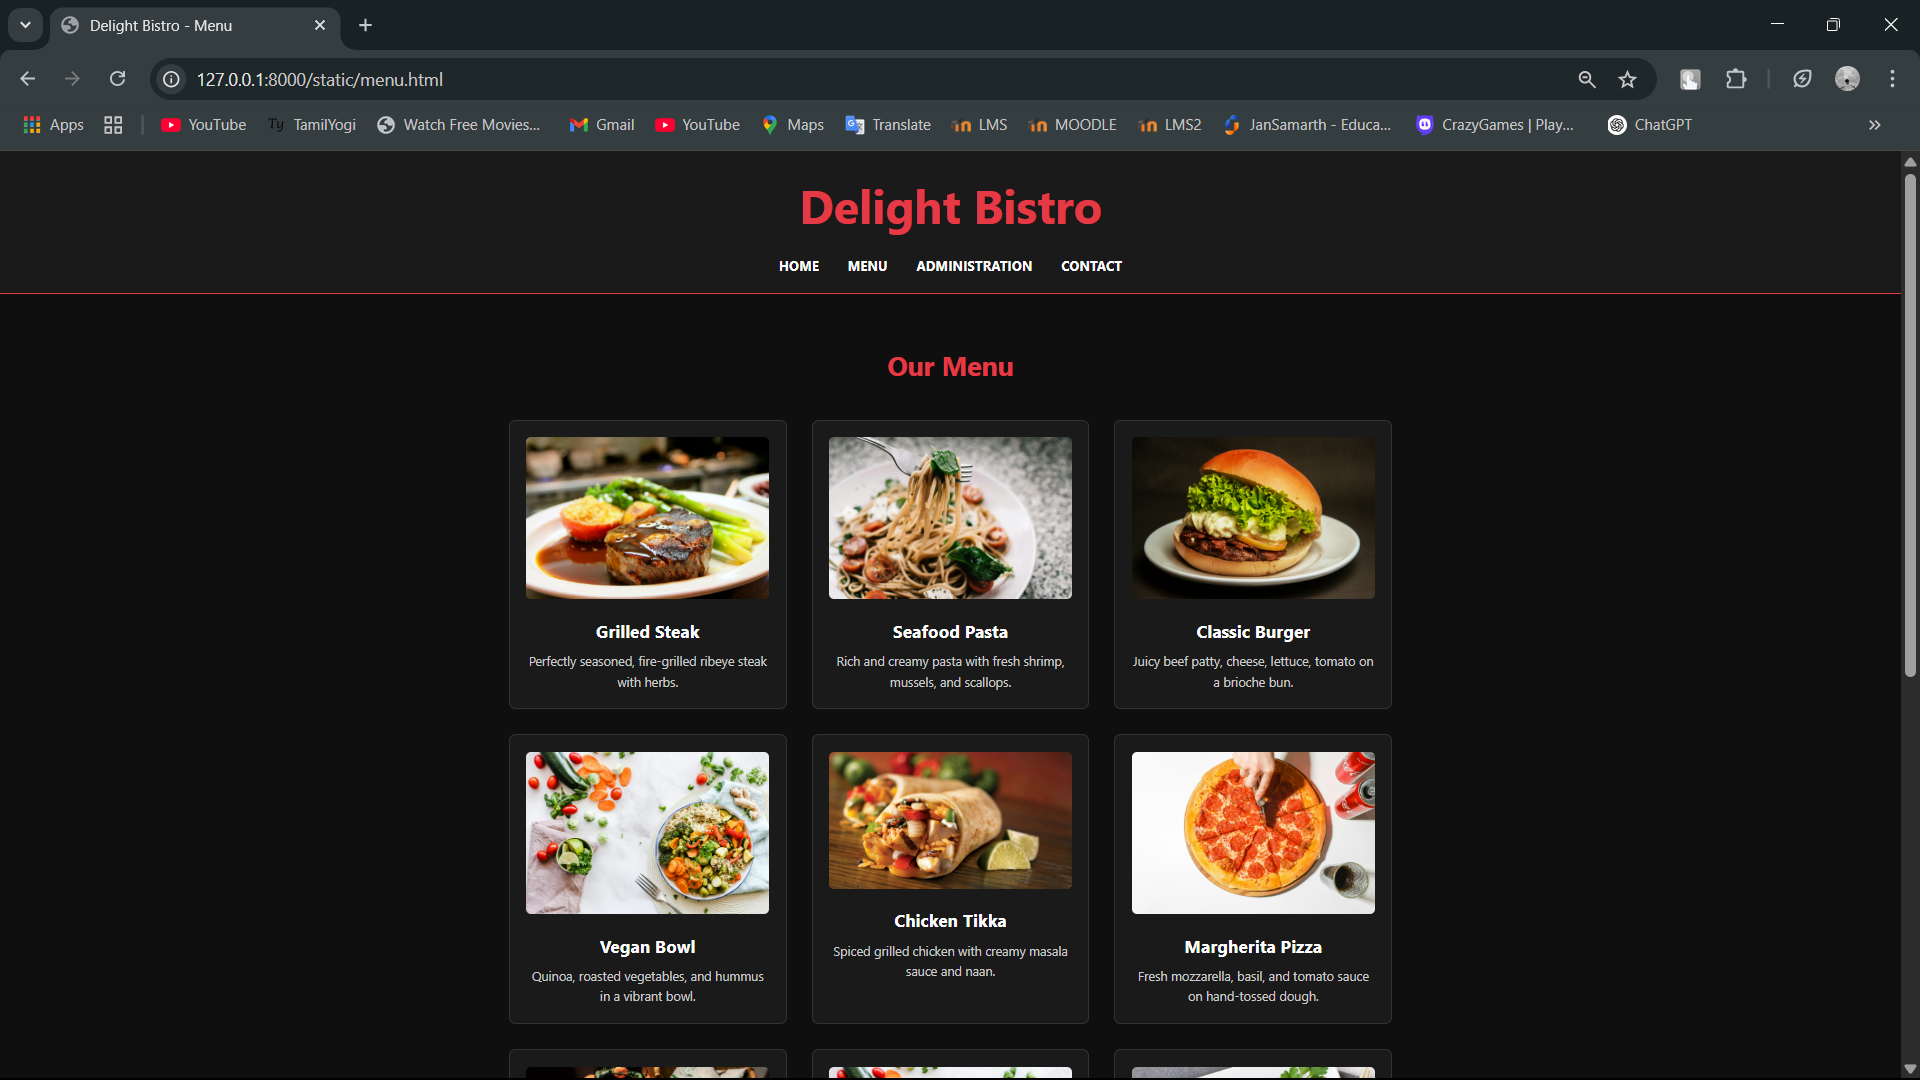 Delight Bistro - Menu
127.0.0.1:8000/static/menu.html
Apps
YouTube
Ty TamilYogi
Watch Free Movies...
Gmail
YouTube
Maps
Translate
LMS
MOODLE
LMS2
JanSamarth - Educa...
CrazyGames | Play...
ChatGPT
Delight Bistro
HOME MENU ADMINISTRATION CONTACT
Our Menu
Grilled Steak
Perfectly seasoned, fire-grilled ribeye steak
with herbs.
Seafood Pasta
Rich and creamy pasta with fresh shrimp,
mussels, and scallops.
Classic Burger
Juicy beef patty, cheese, lettuce, tomato on
a brioche bun.
Vegan Bowl
Quinoa, roasted vegetables, and hummus
in a vibrant bowl.
Chicken Tikka
Spiced grilled chicken with creamy masala
sauce and naan.
Margherita Pizza
Fresh mozzarella, basil, and tomato sauce
on hand-tossed dough.